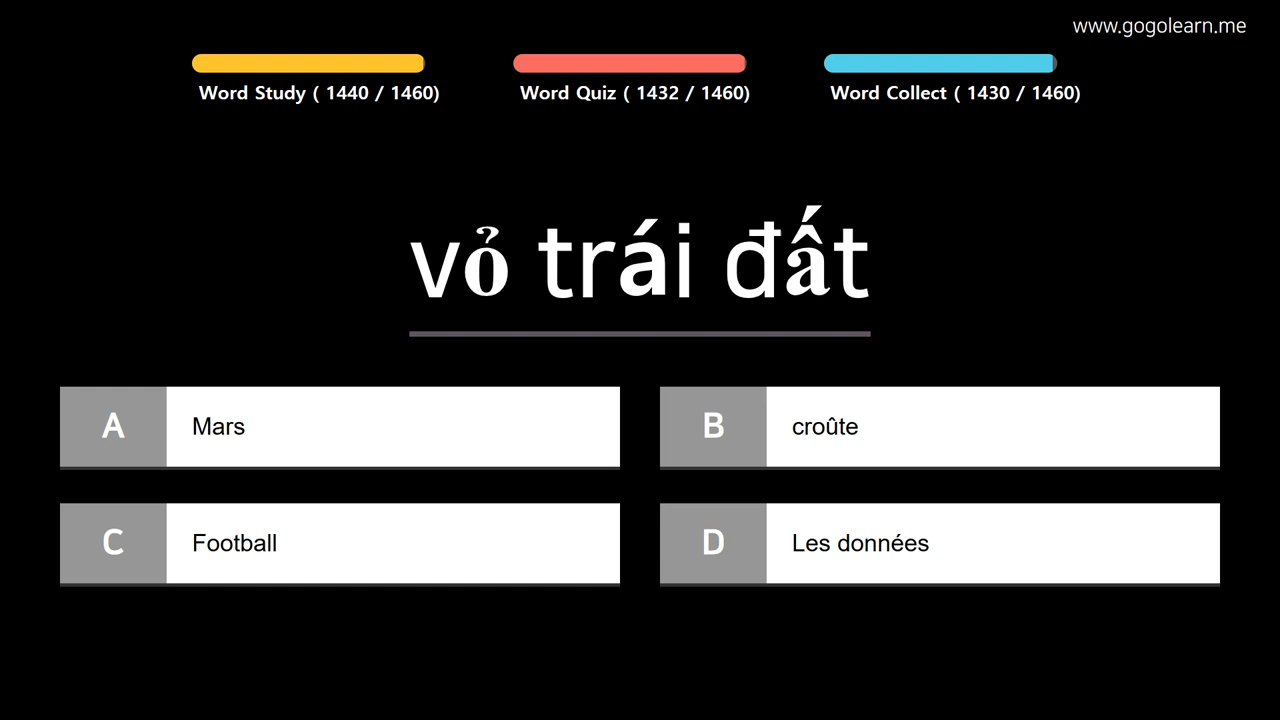 www.gogolearn.me
Word Study ( 1440 / 1460)
Word Quiz ( 1432 / 1460)
Word Collect ( 1430 / 1460)
vỏ trái đất
A Mars
B croûte
C Football
D Les données